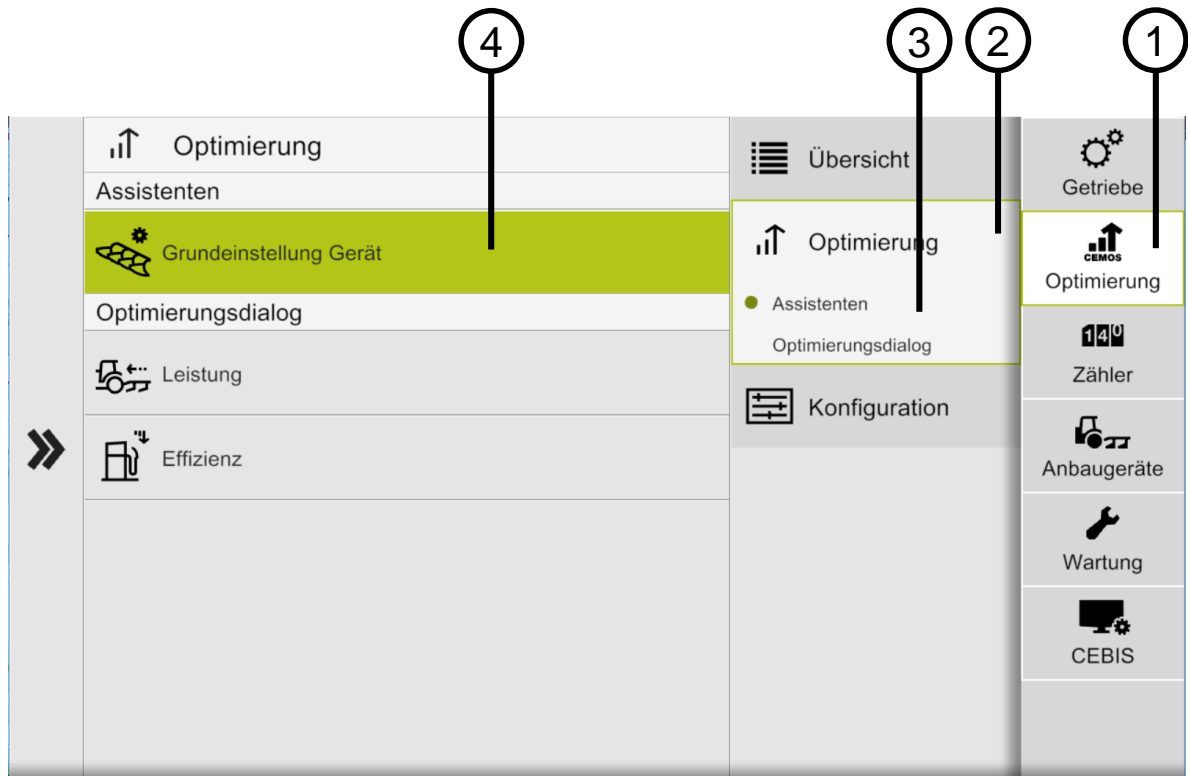 4
3
2
1
Optimierung
Assistenten
Grundeinstellung Gerät
Optimierungsdialog
Leistung
Effizienz
Übersicht
Optimierung
Assistenten
Optimierungsdialog
Konfiguration
Getriebe
CEMOS
Optimierung
140
Zähler
Anbaugeräte
Wartung
CEBIS